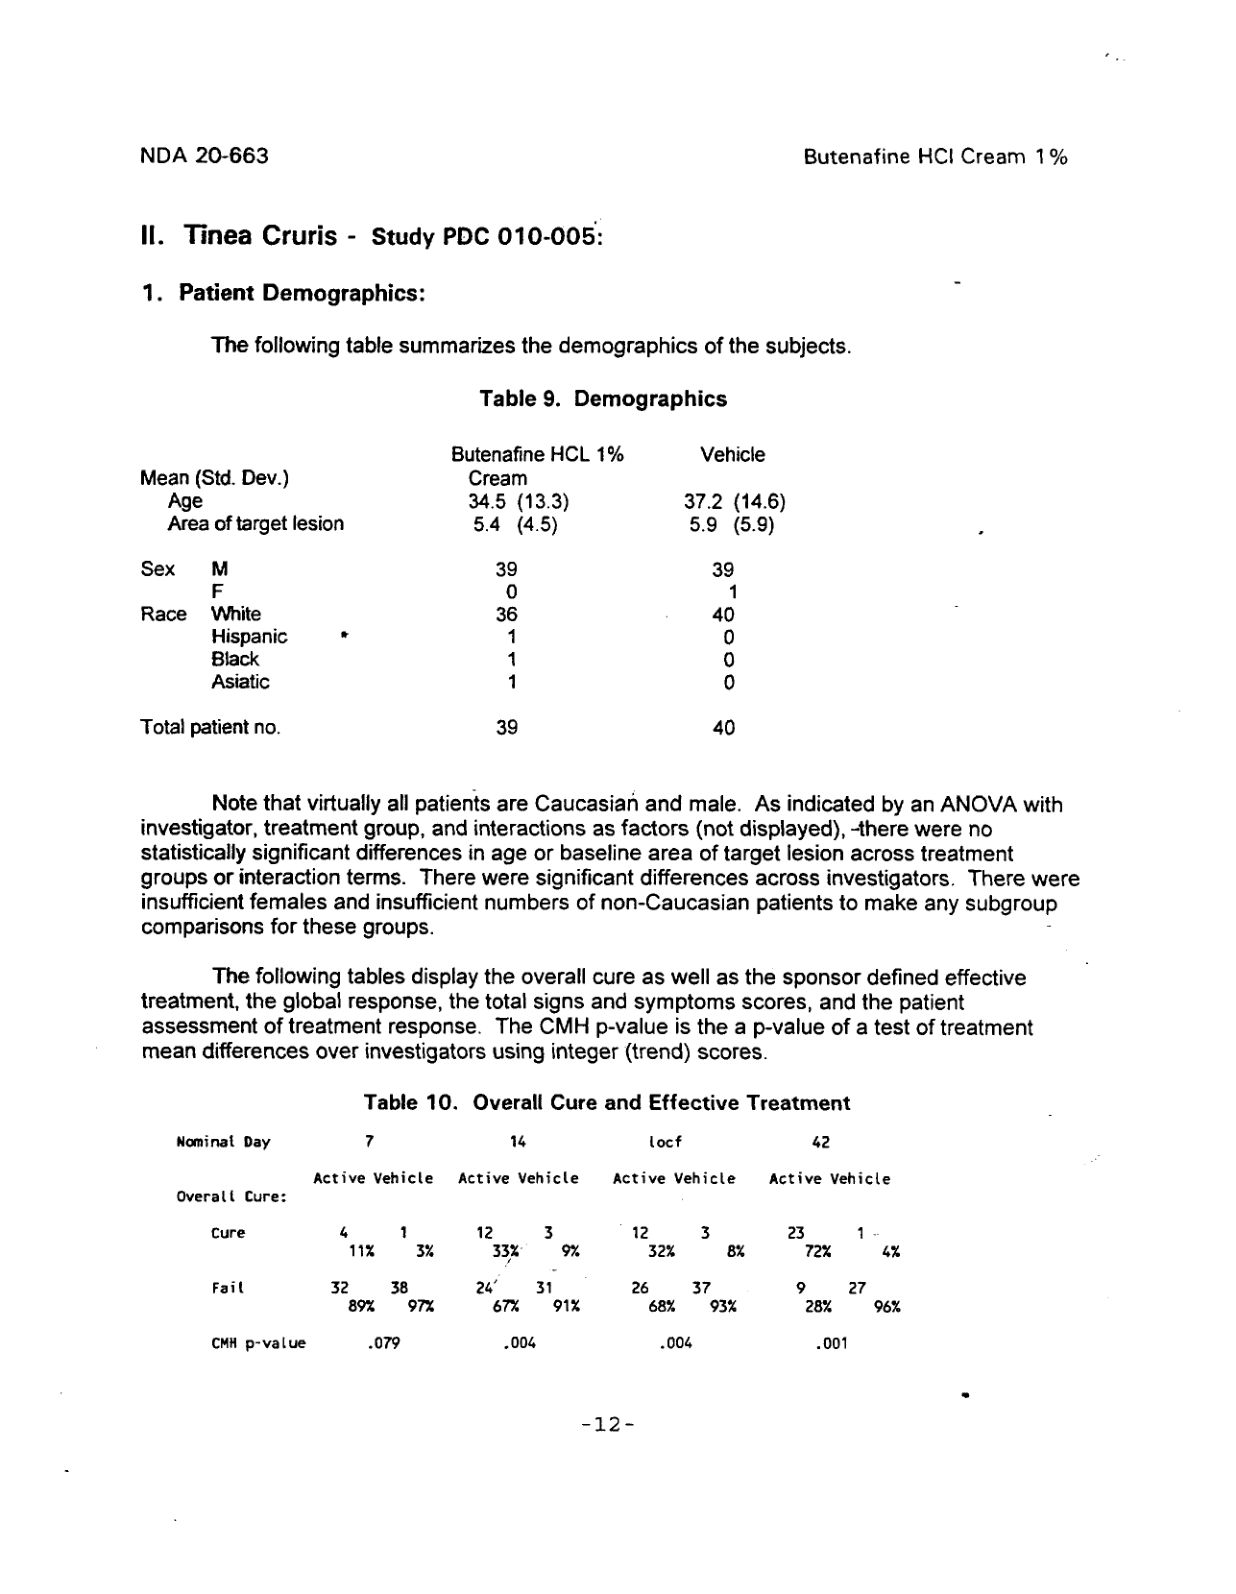 NDA 20-663 Butenafine HCl Cream 1%
II. Tinea Cruris - Study PDC 010-005:
1. Patient Demographics:
The following table summarizes the demographics of the subjects.
Table 9. Demographics
Butenafine HCL 1% Vehicle
Mean (Std. Dev.) Cream
Age 34.5 (13.3) 37.2 (14.6)
Area of target lesion 5.4 (4.5) 5.9 (5.9)
Sex M 39 39
F 0 1
Race White 36 40
Hispanic 1 0
Black 1 0
Asiatic 1 0
Total patient no. 39 40
Note that virtually all patients are Caucasian and male. As indicated by an ANOVA with
investigator, treatment group, and interactions as factors (not displayed), there were no
statistically significant differences in age or baseline area of target lesion across treatment
groups or interaction terms. There were significant differences across investigators. There were
insufficient females and insufficient numbers of non-Caucasian patients to make any subgroup
comparisons for these groups.
The following tables display the overall cure as well as the sponsor defined effective
treatment, the global response, the total signs and symptoms scores, and the patient
assessment of treatment response. The CMH p-value is the a p-value of a test of treatment
mean differences over investigators using integer (trend) scores.
Table 10. Overall Cure and Effective Treatment
Nominal Day 7 14 locf 42
Active Vehicle Active Vehicle Active Vehicle Active Vehicle
Overall Cure:
Cure 4 1 12 3 12 3 23 1
11% 3% 33% 9% 32% 8% 72% 4%
Fail 32 38 24 31 26 37 9 27
89% 97% 67% 91% 68% 93% 28% 96%
CMH p-value .079 .004 .004 .001
-12-